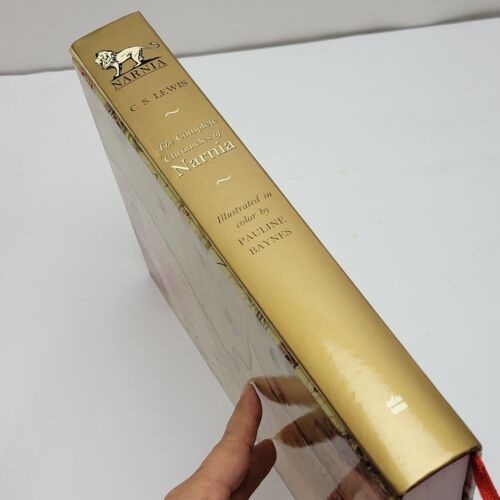 NARNIA
C. S. LEWIS
The Complete
Chronicles of
Narnia
Illustrated in
color by
PAULINE
BAYNES